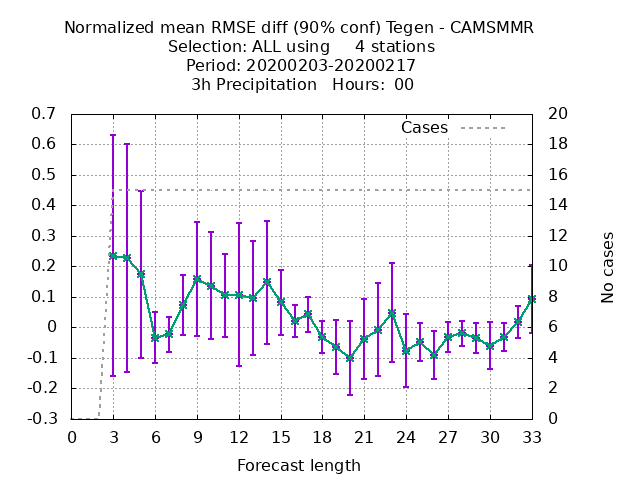 Normalized mean RMSE diff (90% conf) Tegen - CAMSMMR
Selection: ALL using     4 stations
Period: 20200203-20200217
3h Precipitation   Hours:  00
Cases
0.7
0.6
0.5
0.4
0.3
0.2
0.1
0
-0.1
-0.2
-0.3
20
18
16
14
12
10
8
6
4
2
0
No cases
0 3 6 9 12 15 18 21 24 27 30 33
Forecast length